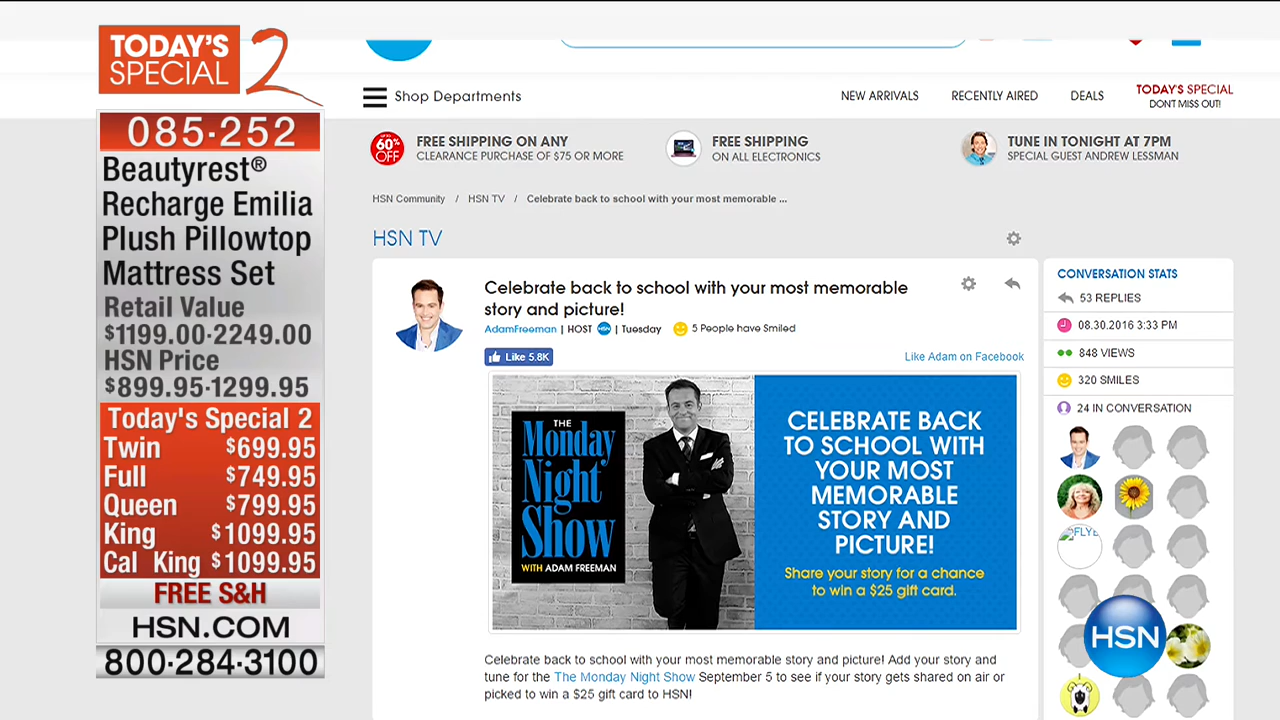 TODAY'S
SPECIAL 2
085-252
Beautyrest®
Recharge Emilia
Plush Pillowtop
Mattress Set
Retail Value
$1199.00-2249.00
HSN Price
$899.95-1299.95
Today's Special 2
Twin $699.95
Full $749.95
Queen $799.95
King $1099.95
Cal King $1099.95
FREE S&H
HSN.COM
800-284-3100
Shop Departments
NEW ARRIVALS
RECENTLY AIRED
DEALS
TODAY'S SPECIAL
DON'T MISS OUT!
UP TO
60%
OFF
FREE SHIPPING ON ANY
CLEARANCE PURCHASE OF $75 OR MORE
FREE SHIPPING
ON ALL ELECTRONICS
TUNE IN TONIGHT AT 7PM
SPECIAL GUEST ANDREW LESSMAN
HSN Community / HSN TV / Celebrate back to school with your most memorable ...
HSN TV
Celebrate back to school with your most memorable
story and picture!
AdamFreeman | HOST HSN | Tuesday 5 People have Smiled
Like 5.8K
Like Adam on Facebook
THE
Monday
Night
Show
WITH ADAM FREEMAN
CELEBRATE BACK
TO SCHOOL WITH
YOUR MOST
MEMORABLE
STORY AND
PICTURE!
Share your story for a chance
to win a $25 gift card.
Celebrate back to school with your most memorable story and picture! Add your story and
tune for the The Monday Night Show September 5 to see if your story gets shared on air or
picked to win a $25 gift card to HSN!
CONVERSATION STATS
53 REPLIES
08.30.2016 3:33 PM
848 VIEWS
320 SMILES
24 IN CONVERSATION
HSN